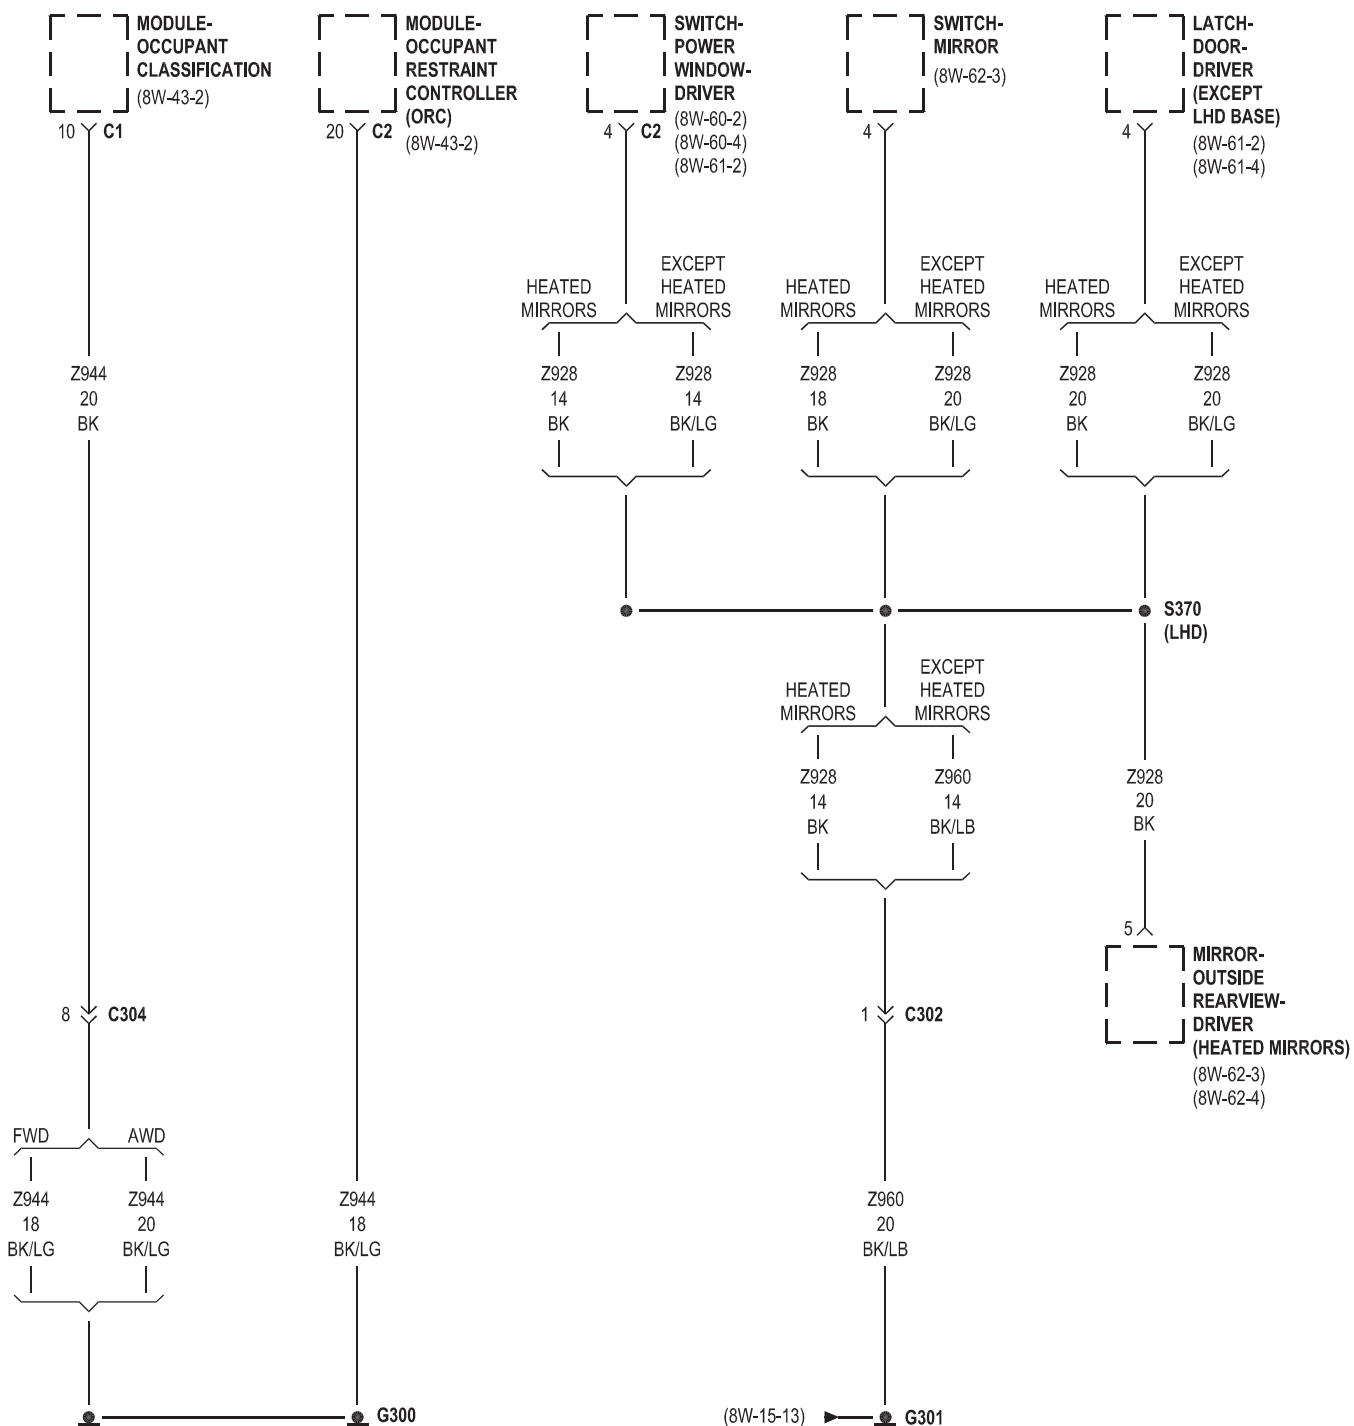 MODULE-
OCCUPANT
CLASSIFICATION
(8W-43-2)
10 C1
MODULE-
OCCUPANT
RESTRAINT
CONTROLLER
(ORC)
(8W-43-2)
20 C2
SWITCH-
POWER
WINDOW-
DRIVER
(8W-60-2)
(8W-60-4)
(8W-61-2)
4 C2
SWITCH-
MIRROR
(8W-62-3)
4
LATCH-
DOOR-
DRIVER
(EXCEPT
LHD BASE)
(8W-61-2)
(8W-61-4)
4
HEATED
MIRRORS
EXCEPT
HEATED
MIRRORS
HEATED
MIRRORS
EXCEPT
HEATED
MIRRORS
HEATED
MIRRORS
EXCEPT
HEATED
MIRRORS
Z944
20
BK
Z928
14
BK
Z928
14
BK/LG
Z928
18
BK
Z928
20
BK/LG
Z928
20
BK
Z928
20
BK/LG
S370
(LHD)
HEATED
MIRRORS
EXCEPT
HEATED
MIRRORS
Z928
14
BK
Z960
14
BK/LB
Z928
20
BK
5
MIRROR-
OUTSIDE
REARVIEW-
DRIVER
(HEATED MIRRORS)
(8W-62-3)
(8W-62-4)
8 C304
1 C302
FWD
AWD
Z944
18
BK/LG
Z944
20
BK/LG
Z944
18
BK/LG
Z960
20
BK/LB
G300
(8W-15-13)
G301